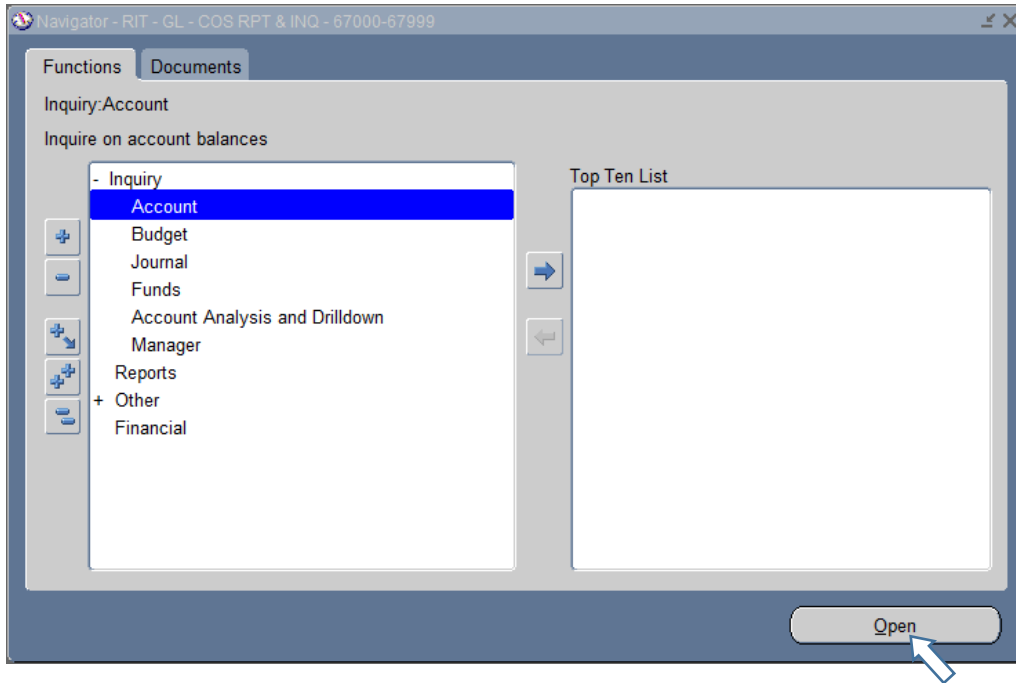 Navigator - RIT - GL - COS RPT & INQ - 67000-67999
Functions Documents
Inquiry:Account
Inquire on account balances
- Inquiry
Account
Budget
Journal
Funds
Account Analysis and Drilldown
Manager
Reports
+ Other
Financial
Top Ten List
Open